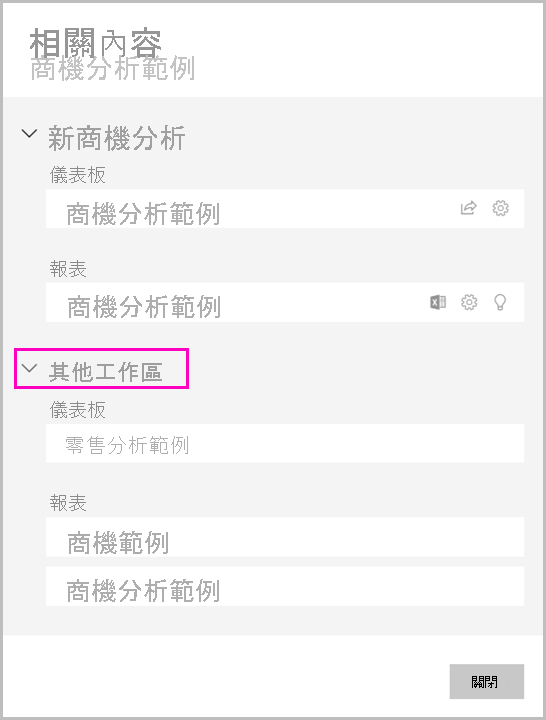 相關內容
商機分析範例
新商機分析
儀表板
商機分析範例
報表
商機分析範例
其他工作區
儀表板
零售分析範例
報表
商機範例
商機分析範例
關閉